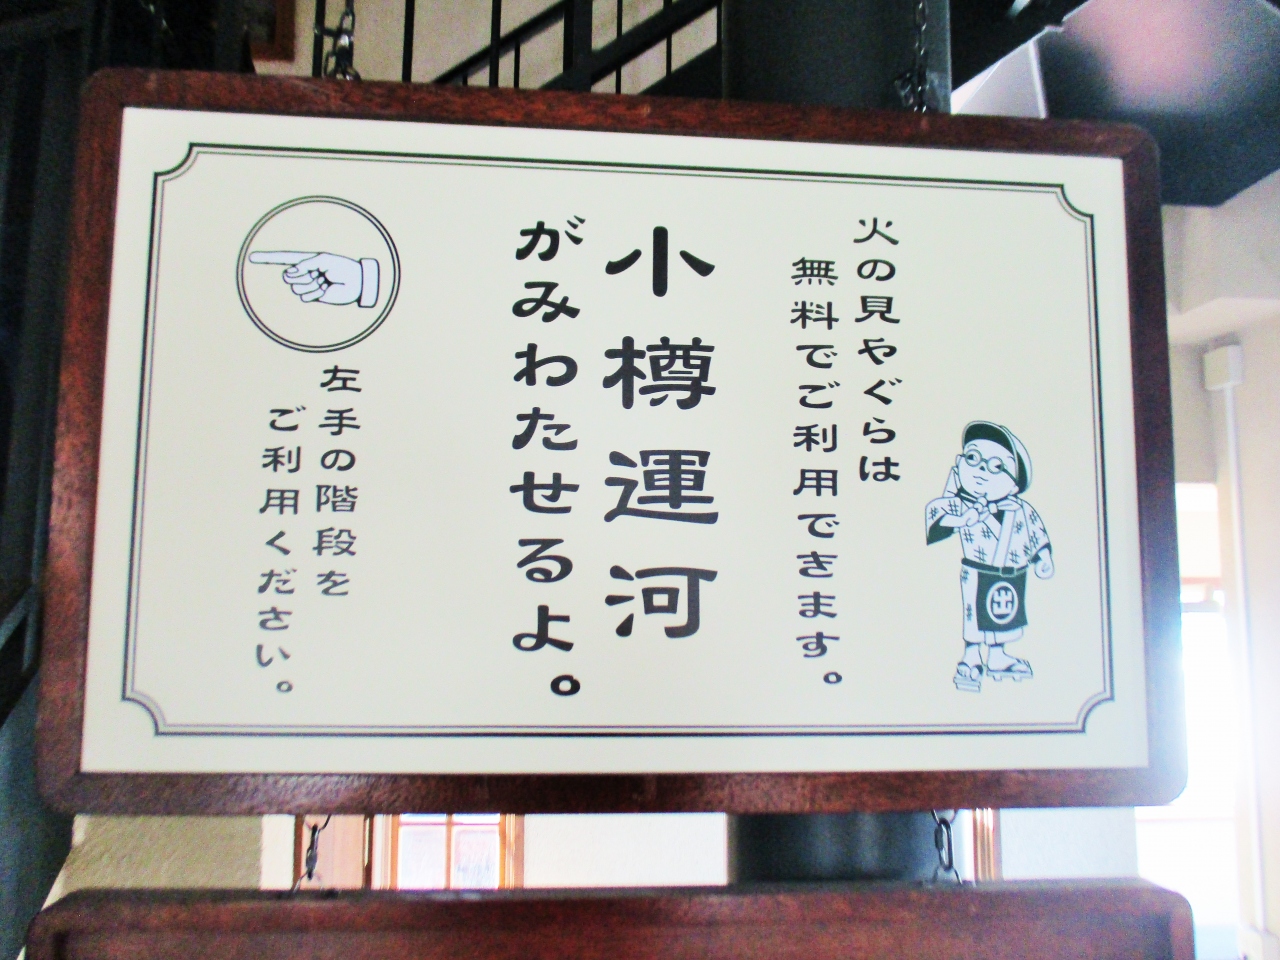 火の見やぐらは
無料でご利用できます。
小樽運河
がみわたせるよ。
左手の階段を
ご利用ください。
出